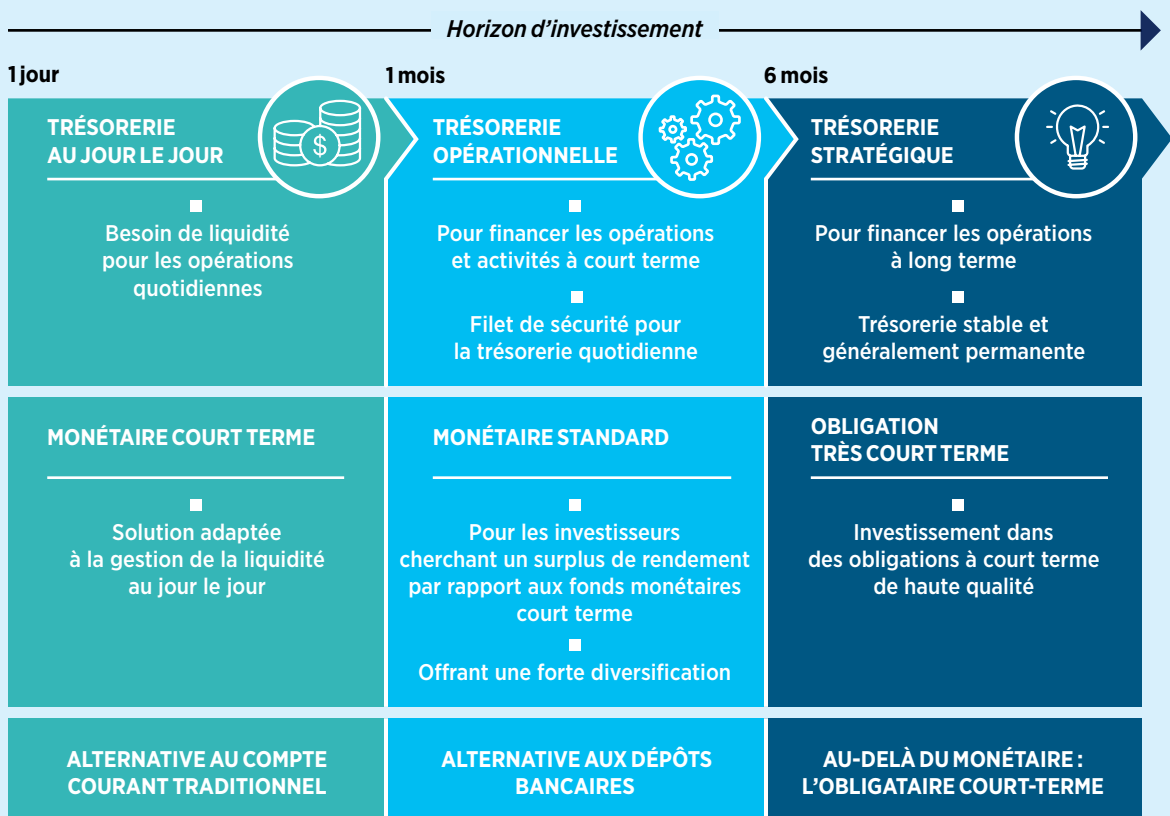 Horizon d'investissement
1 jour
1 mois
6 mois
TRÉSORERIE
AU JOUR LE JOUR
$
Besoin de liquidité
pour les opérations
quotidiennes
TRÉSORERIE
OPÉRATIONNELLE
Pour financer les opérations
et activités à court terme
Filet de sécurité pour
la trésorerie quotidienne
TRÉSORERIE
STRATÉGIQUE
Pour financer les opérations
à long terme
Trésorerie stable et
généralement permanente
MONÉTAIRE COURT TERME
Solution adaptée
à la gestion de la liquidité
au jour le jour
MONÉTAIRE STANDARD
Pour les investisseurs
cherchant un surplus de rendement
par rapport aux fonds monétaires
court terme
Offrant une forte diversification
OBLIGATION
TRÈS COURT TERME
Investissement dans
des obligations à court terme
de haute qualité
ALTERNATIVE AU COMPTE
COURANT TRADITIONNEL
ALTERNATIVE AUX DÉPÔTS
BANCAIRES
AU-DELÀ DU MONÉTAIRE :
L'OBLIGATAIRE COURT-TERME